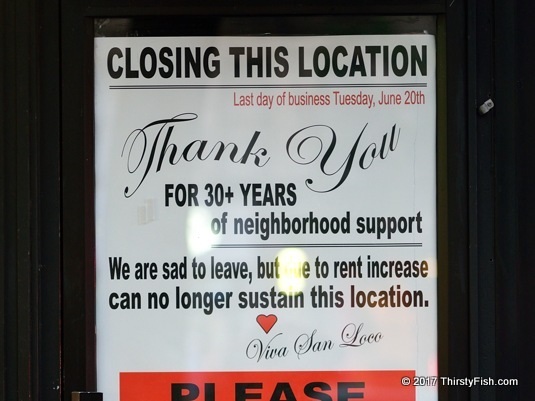 CLOSING THIS LOCATION
Last day of business Tuesday, June 20th
Thank You
FOR 30+ YEARS
of neighborhood support
We are sad to leave, but due to rent increase
can no longer sustain this location.
Viva San Loco
PLEASE
© 2017 ThirstyFish.com